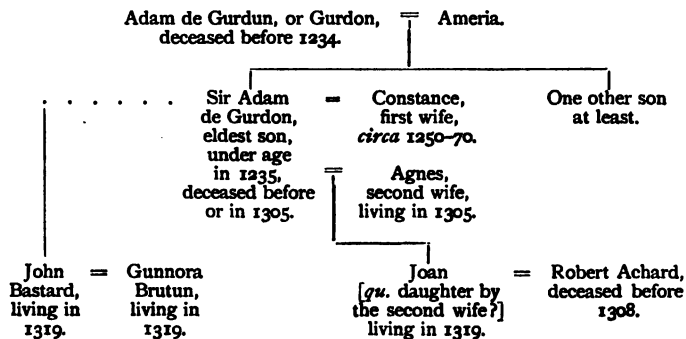 Adam de Gurdun, or Gurdon, = Ameria.
deceased before 1234.
. . . . . . Sir Adam = Constance, One other son
de Gurdon, first wife, at least.
eldest son, circa 1250-70.
under age
in 1235, = Agnes,
deceased before second wife,
or in 1305. living in 1305.
John = Gunnora Joan = Robert Achard,
Bastard, Brutun, [qu. daughter by deceased before
living in living in the second wife?] 1308.
1319. 1319. living in 1319.